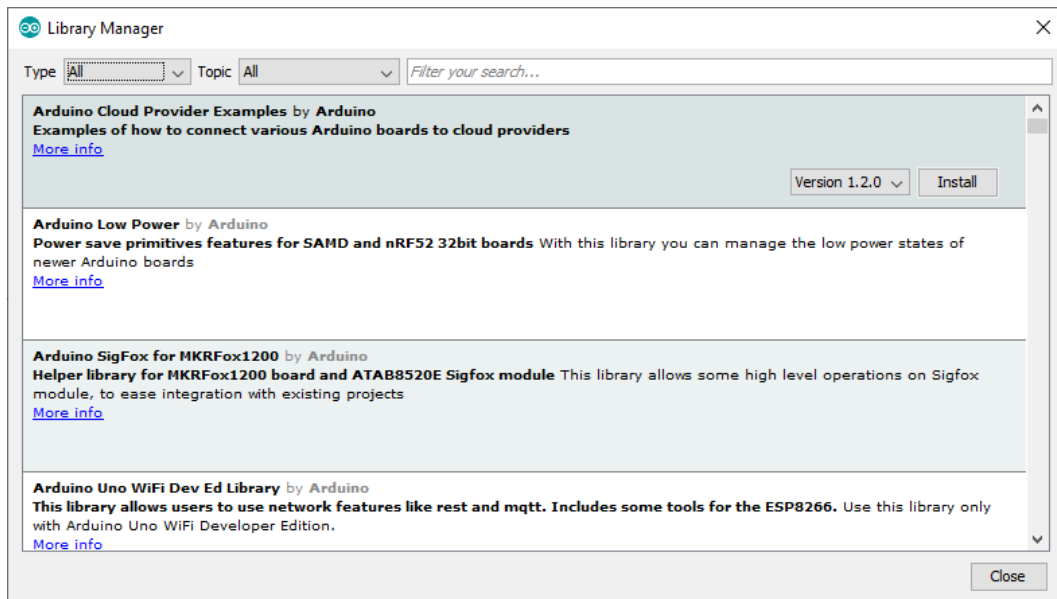 Library Manager
Type All Topic All Filter your search...
Arduino Cloud Provider Examples by Arduino
Examples of how to connect various Arduino boards to cloud providers
More info
Version 1.2.0 Install
Arduino Low Power by Arduino
Power save primitives features for SAMD and nRF52 32bit boards With this library you can manage the low power states of
newer Arduino boards
More info
Arduino SigFox for MKRFox1200 by Arduino
Helper library for MKRFox1200 board and ATAB8520E Sigfox module This library allows some high level operations on Sigfox
module, to ease integration with existing projects
More info
Arduino Uno WiFi Dev Ed Library by Arduino
This library allows users to use network features like rest and mqtt. Includes some tools for the ESP8266. Use this library only
with Arduino Uno WiFi Developer Edition.
More info
Close